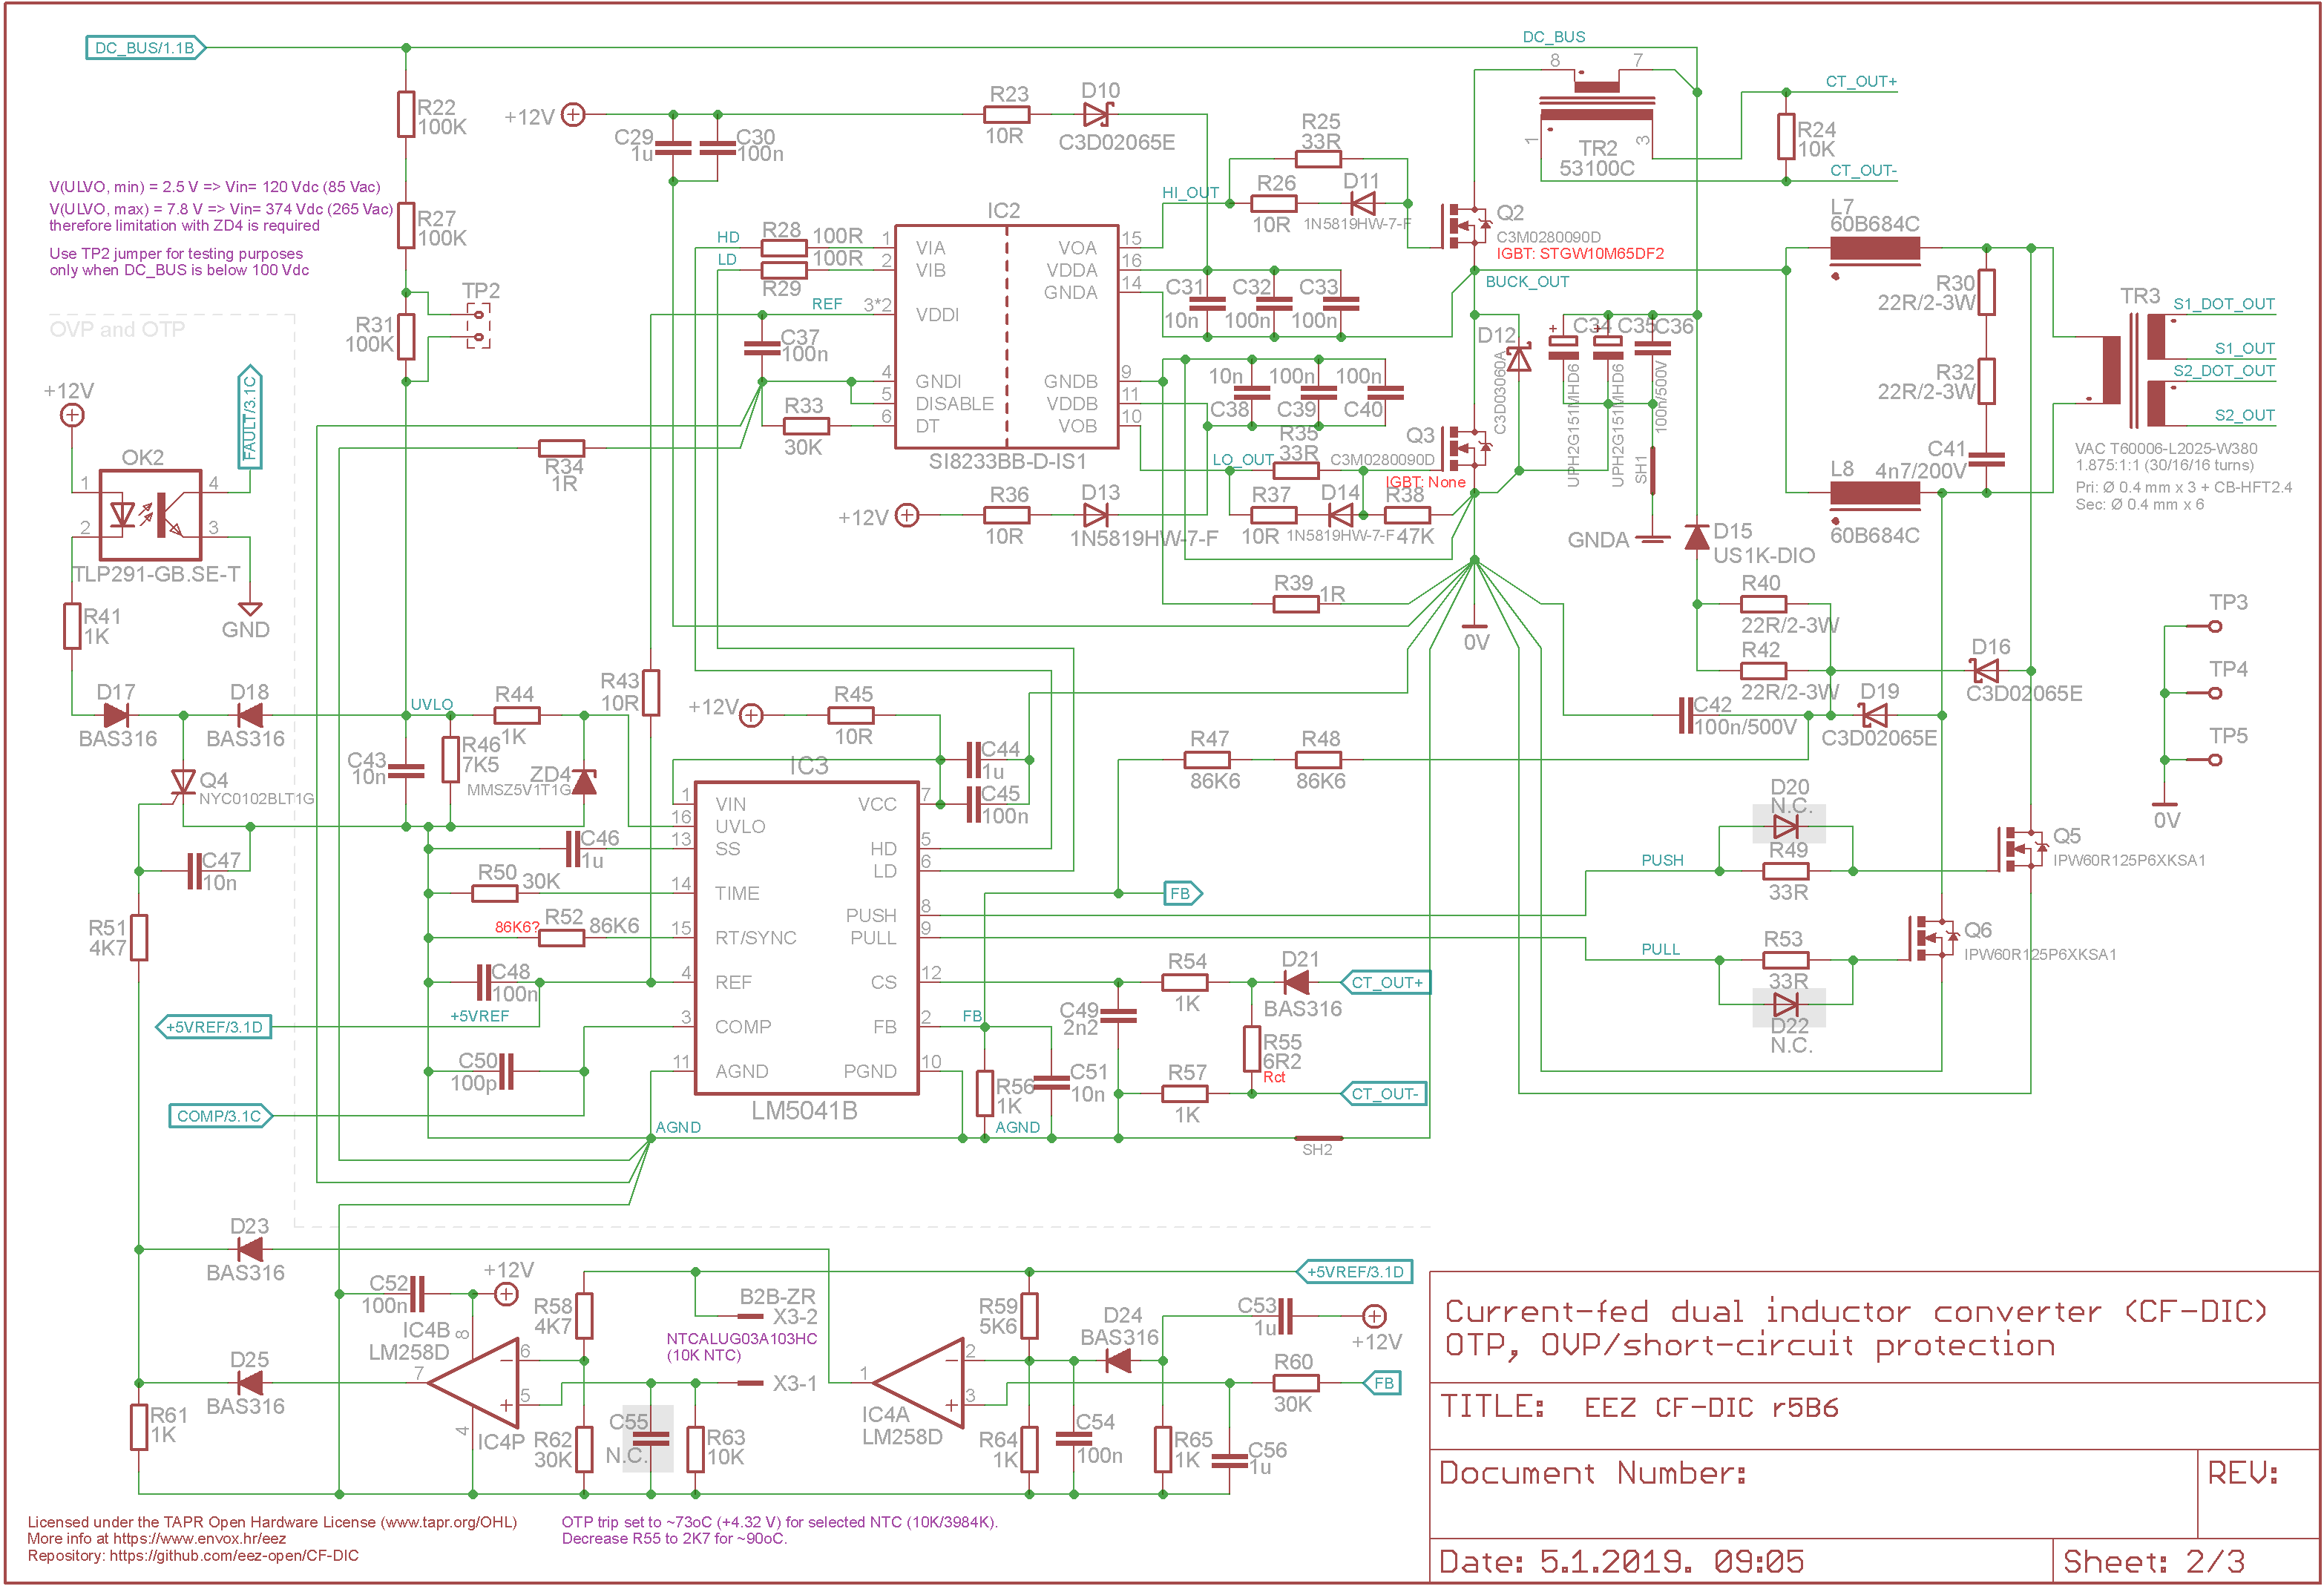 DC_BUS/1.1B
DC_BUS
8
7
CT_OUT+
R22
100K
+12V
C29
1u
C30
100n
R23
10R
D10
C3D02065E
R25
33R
1
3
TR2
53100C
R24
10K
CT_OUT-
V(ULVO, min) = 2.5 V => Vin= 120 Vdc (85 Vac)
V(ULVO, max) = 7.8 V => Vin= 374 Vdc (265 Vac)
therefore limitation with ZD4 is required
Use TP2 jumper for testing purposes
only when DC_BUS is below 100 Vdc
R27
100K
HI_OUT
R26
10R
D11
1N5819HW-7-F
Q2
C3M0280090D
IGBT: STGW10M65DF2
L7
60B684C
IC2
HD
R28
100R
LD
R29
100R
REF
1
2
3*2
4
5
6
VIA
VIB
VDDI
GNDI
DISABLE
DT
VOA
VDDA
GNDA
GNDB
VDDB
VOB
15
16
14
9
11
10
SI8233BB-D-IS1
BUCK_OUT
C31
10n
C32
100n
C33
100n
R30
22R/2-3W
R32
22R/2-3W
C41
4n7/200V
TR3
S1_DOT_OUT
S1_OUT
S2_DOT_OUT
S2_OUT
VAC T60006-L2025-W380
1.875:1:1 (30/16/16 turns)
Pri: Ø 0.4 mm x 3 + CB-HFT2.4
Sec: Ø 0.4 mm x 6
TP2
R31
100K
OVP and OTP
C37
100n
D12
C3D03060A
+
C34
UPH2G151MHD6
+
C35
UPH2G151MHD6
C36
100n/500V
SH1
GNDA
10n
C38
100n
C39
100n
C40
R33
30K
R34
1R
+12V
FAULT/3.1C
OK2
1
2
4
3
TLP291-GB.SE-T
GND
R41
1K
Q3
C3M0280090D
IGBT: None
R35
33R
LO_OUT
R37
10R
D14
1N5819HW-7-F
R38
47K
+12V
R36
10R
D13
1N5819HW-7-F
L8
60B684C
D15
US1K-DIO
R39
1R
0V
R40
22R/2-3W
R42
22R/2-3W
D16
C3D02065E
D19
C3D02065E
C42
100n/500V
TP3
TP4
TP5
0V
D17
BAS316
D18
BAS316
UVLO
R44
1K
R43
10R
+12V
R45
10R
C43
10n
R46
7K5
ZD4
MMSZ5V1T1G
Q4
NYC0102BLT1G
C44
1u
C45
100n
R47
86K6
R48
86K6
IC3
1
16
13
14
15
4
3
11
VIN
UVLO
SS
TIME
RT/SYNC
REF
COMP
AGND
VCC
HD
LD
PUSH
PULL
CS
FB
PGND
7
5
6
8
9
12
2
10
LM5041B
C46
1u
C47
10n
R50
30K
R51
4K7
86K6?
R52
86K6
C48
100n
+5VREF
+5VREF/3.1D
C50
100p
COMP/3.1C
AGND
FB
FB
PUSH
D20
N.C.
R49
33R
Q5
IPW60R125P6XKSA1
PULL
R53
33R
D22
N.C.
Q6
IPW60R125P6XKSA1
R54
1K
D21
BAS316
CT_OUT+
C49
2n2
R55
6R2
Rct
R57
1K
CT_OUT-
R56
1K
C51
10n
AGND
SH2
D23
BAS316
C52
100n
+12V
IC4B
LM258D
8
7
6
5
4
IC4P
D25
BAS316
R61
1K
R58
4K7
B2B-ZR
X3-2
NTCALUG03A103HC
(10K NTC)
X3-1
R62
30K
C55
N.C.
R63
10K
+5VREF/3.1D
R59
5K6
D24
BAS316
C53
1u
+12V
1
2
3
IC4A
LM258D
R60
30K
FB
R64
1K
C54
100n
R65
1K
C56
1u
Current-fed dual inductor converter (CF-DIC)
OTP, OVP/short-circuit protection
TITLE: EEZ CF-DIC r5B6
Document Number:
REV:
Date: 5.1.2019. 09:05
Sheet: 2/3
Licensed under the TAPR Open Hardware License (www.tapr.org/OHL)
More info at https://www.envox.hr/eez
Repository: https://github.com/eez-open/CF-DIC
OTP trip set to ~73oC (+4.32 V) for selected NTC (10K/3984K).
Decrease R55 to 2K7 for ~90oC.